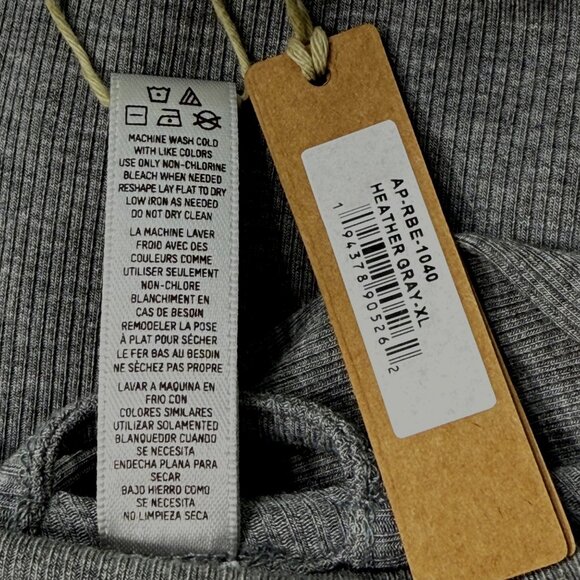 MACHINE WASH COLD
WITH LIKE COLORS
USE ONLY NON-CHLORINE
BLEACH WHEN NEEDED
RESHAPE LAY FLAT TO DRY
LOW IRON AS NEEDED
DO NOT DRY CLEAN
LA MACHINE LAVER
FROID AVEC DES
COULEURS COMME
UTILISER SEULEMENT
NON-CHLORE
BLANCHIMENT EN
CAS DE BESOIN
REMODELER LA POSE
À PLAT POUR SÉCHER
LE FER BAS AU BESOIN
NE SÈCHEZ PAS PROPRE
LAVAR A MAQUINA EN
FRIO CON
COLORES SIMILARES
UTILIZAR SOLAMENTED
BLANQUEDOR CUANDO
SE NECESITA
ENDECHA PLANA PARA
SECAR
BAJO HIERRO COMO
SE NECESITA
NO LIMPIEZA SECA
AP-RBE-1040
HEATHER GRAY-XL
1 94378 90526 2